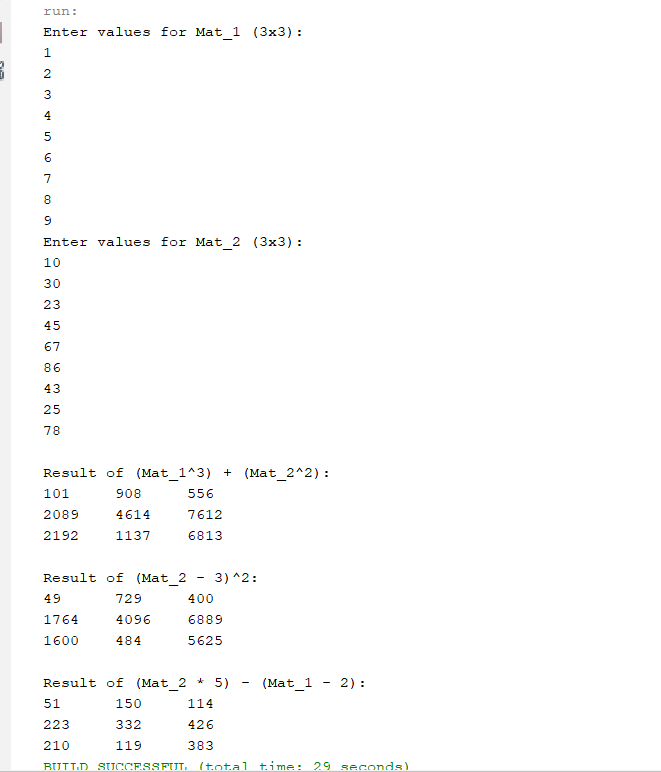 run:
Enter values for Mat_1 (3x3):
1
2
3
4
5
6
7
8
9
Enter values for Mat_2 (3x3):
10
30
23
45
67
86
43
25
78
Result of (Mat_1^3) + (Mat_2^2):
101 908 556
2089 4614 7612
2192 1137 6813
Result of (Mat_2 - 3)^2:
49 729 400
1764 4096 6889
1600 484 5625
Result of (Mat_2 * 5) - (Mat_1 - 2):
51 150 114
223 332 426
210 119 383
BUILD SUCCESSFUL (total time: 29 seconds)